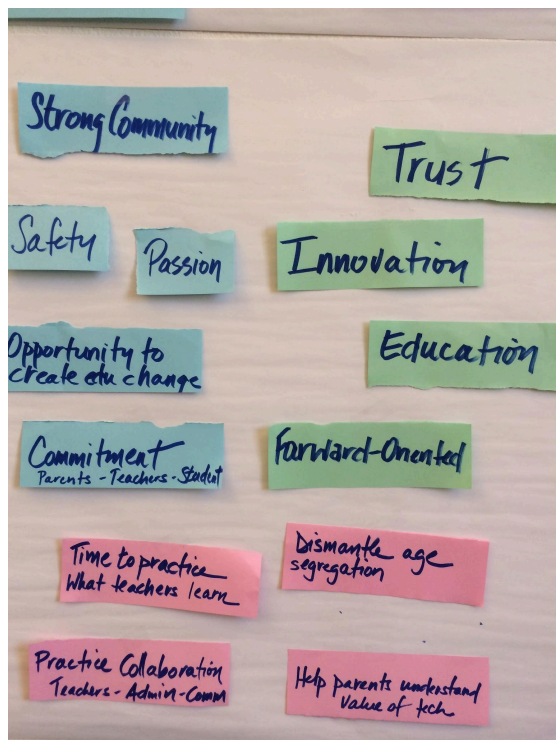 Strong Community
Trust
Safety
Passion
Innovation
Opportunity to
create edu change
Education
Commitment
Parents - Teachers - Student
Forward-Oriented
Time to practice
What teachers learn
Dismantle age
segregation
Practice Collaboration
Teachers - Admin - Comm
Help parents understand
Value of tech